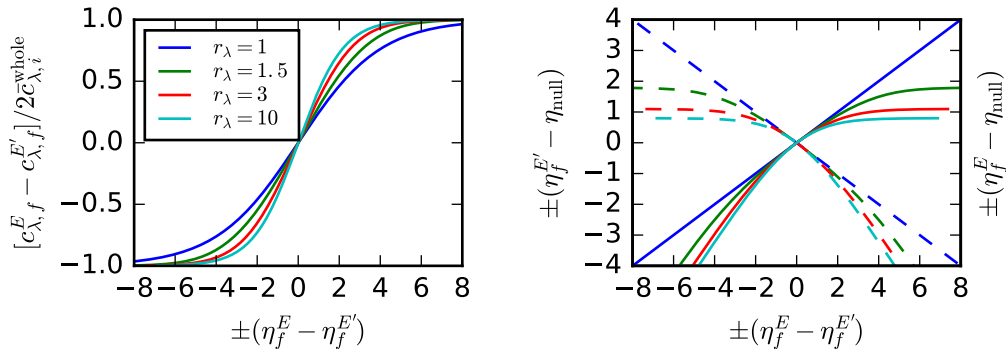 [c^E_{λ,f} − c^{E'}_{λ,f}]/2c̄^{whole}_{λ,i}
1.0
0.5
0.0
−0.5
−1.0
r_λ = 1
r_λ = 1.5
r_λ = 3
r_λ = 10
−8 −6 −4 −2 0 2 4 6 8
±(η^E_f − η^{E'}_f)
±(η^{E'}_f − η_null)
4
3
2
1
0
−1
−2
−3
−4
−8 −6 −4 −2 0 2 4 6 8
±(η^E_f − η^{E'}_f)
±(η^E_f − η_null)